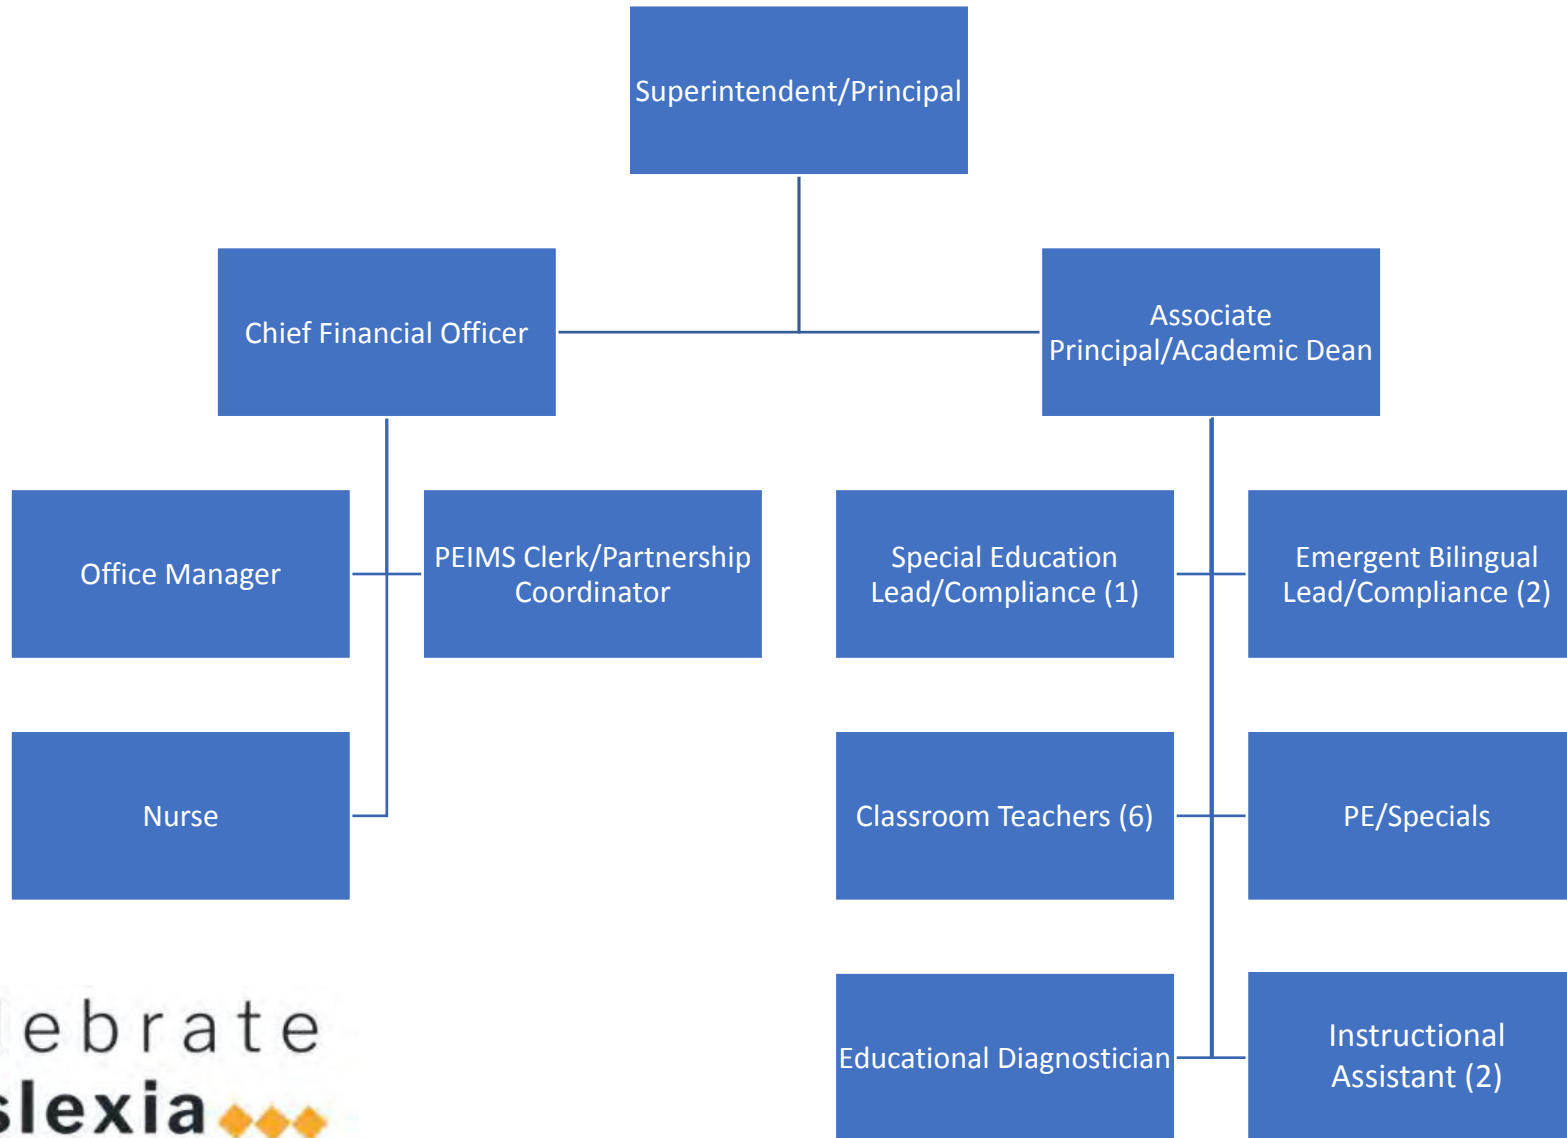 Superintendent/Principal
Chief Financial Officer
Associate
Principal/Academic Dean
Office Manager
PEIMS Clerk/Partnership
Coordinator
Special Education
Lead/Compliance (1)
Emergent Bilingual
Lead/Compliance (2)
Nurse
Classroom Teachers (6)
PE/Specials
Educational Diagnostician
Instructional
Assistant (2)
lebrate
slexia